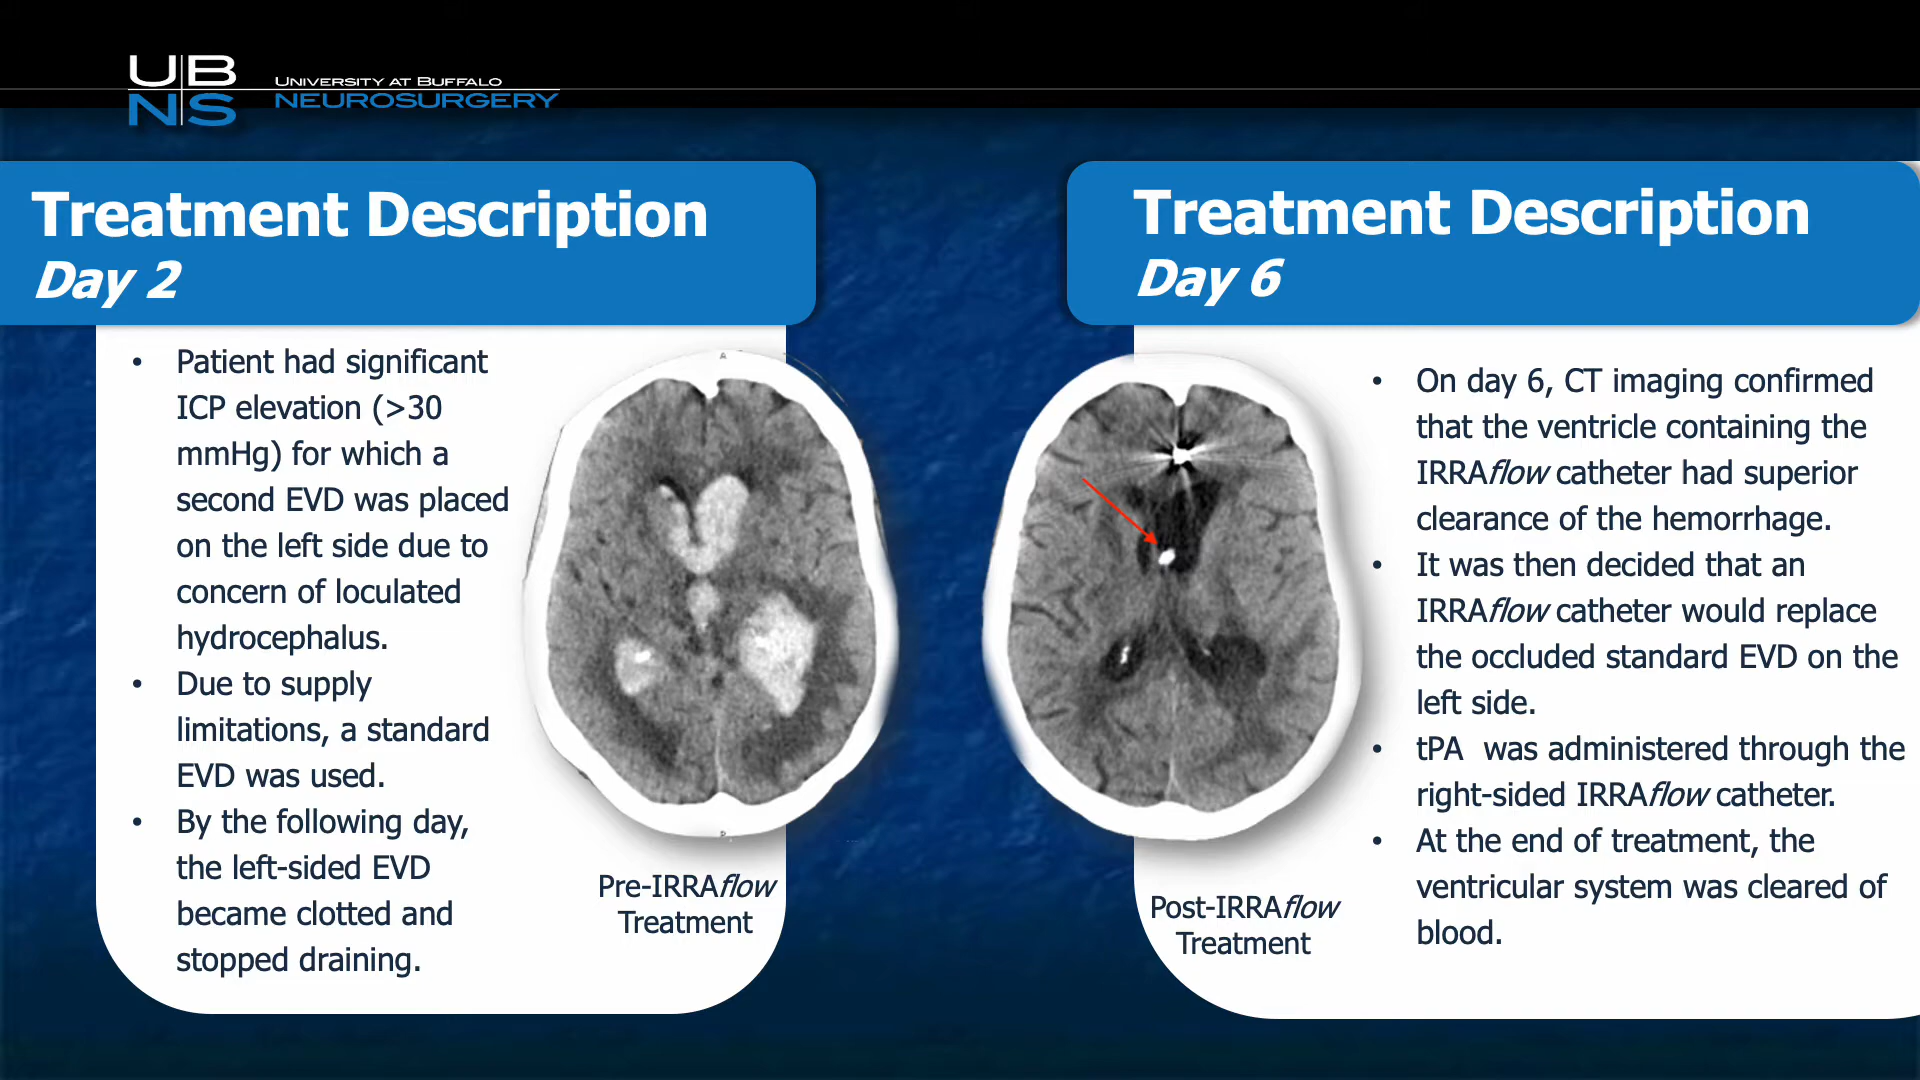 UB
NS
UNIVERSITY AT BUFFALO
NEUROSURGERY
Treatment Description
Day 2
• Patient had significant
ICP elevation (>30
mmHg) for which a
second EVD was placed
on the left side due to
concern of loculated
hydrocephalus.
• Due to supply
limitations, a standard
EVD was used.
• By the following day,
the left-sided EVD
became clotted and
stopped draining.
A
P
Pre-IRRAflow
Treatment
Treatment Description
Day 6
Post-IRRAflow
Treatment
• On day 6, CT imaging confirmed
that the ventricle containing the
IRRAflow catheter had superior
clearance of the hemorrhage.
• It was then decided that an
IRRAflow catheter would replace
the occluded standard EVD on the
left side.
• tPA  was administered through the
right-sided IRRAflow catheter.
• At the end of treatment, the
ventricular system was cleared of
blood.